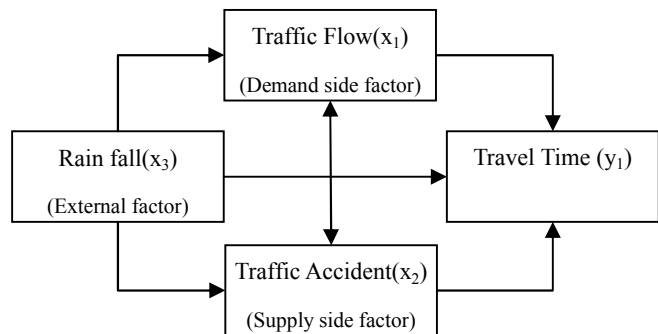 Traffic Flow(x₁)
(Demand side factor)
Rain fall(x₃)
(External factor)
Travel Time (y₁)
Traffic Accident(x₂)
(Supply side factor)